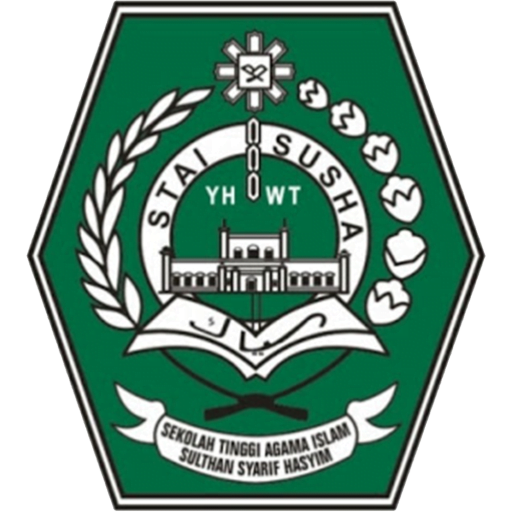 STAI SUSHA
YH WT
SEKOLAH TINGGI AGAMA ISLAM
SULTHAN SYARIF HASYIM